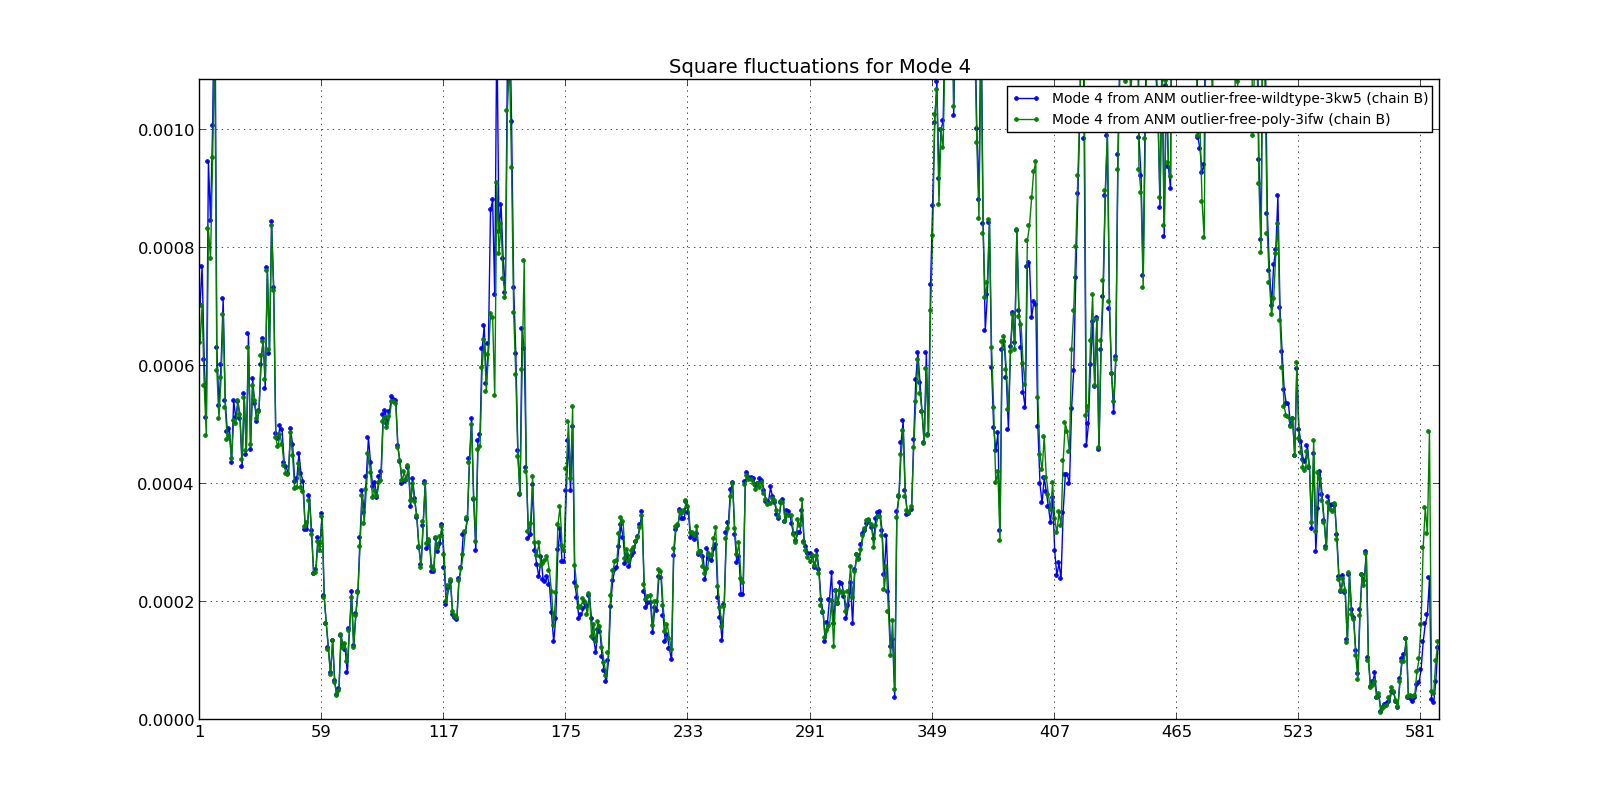 Square fluctuations for Mode 4
Mode 4 from ANM outlier-free-wildtype-3kw5 (chain B)
Mode 4 from ANM outlier-free-poly-3ifw (chain B)
0.0010
0.0008
0.0006
0.0004
0.0002
0.0000
1 59 117 175 233 291 349 407 465 523 581